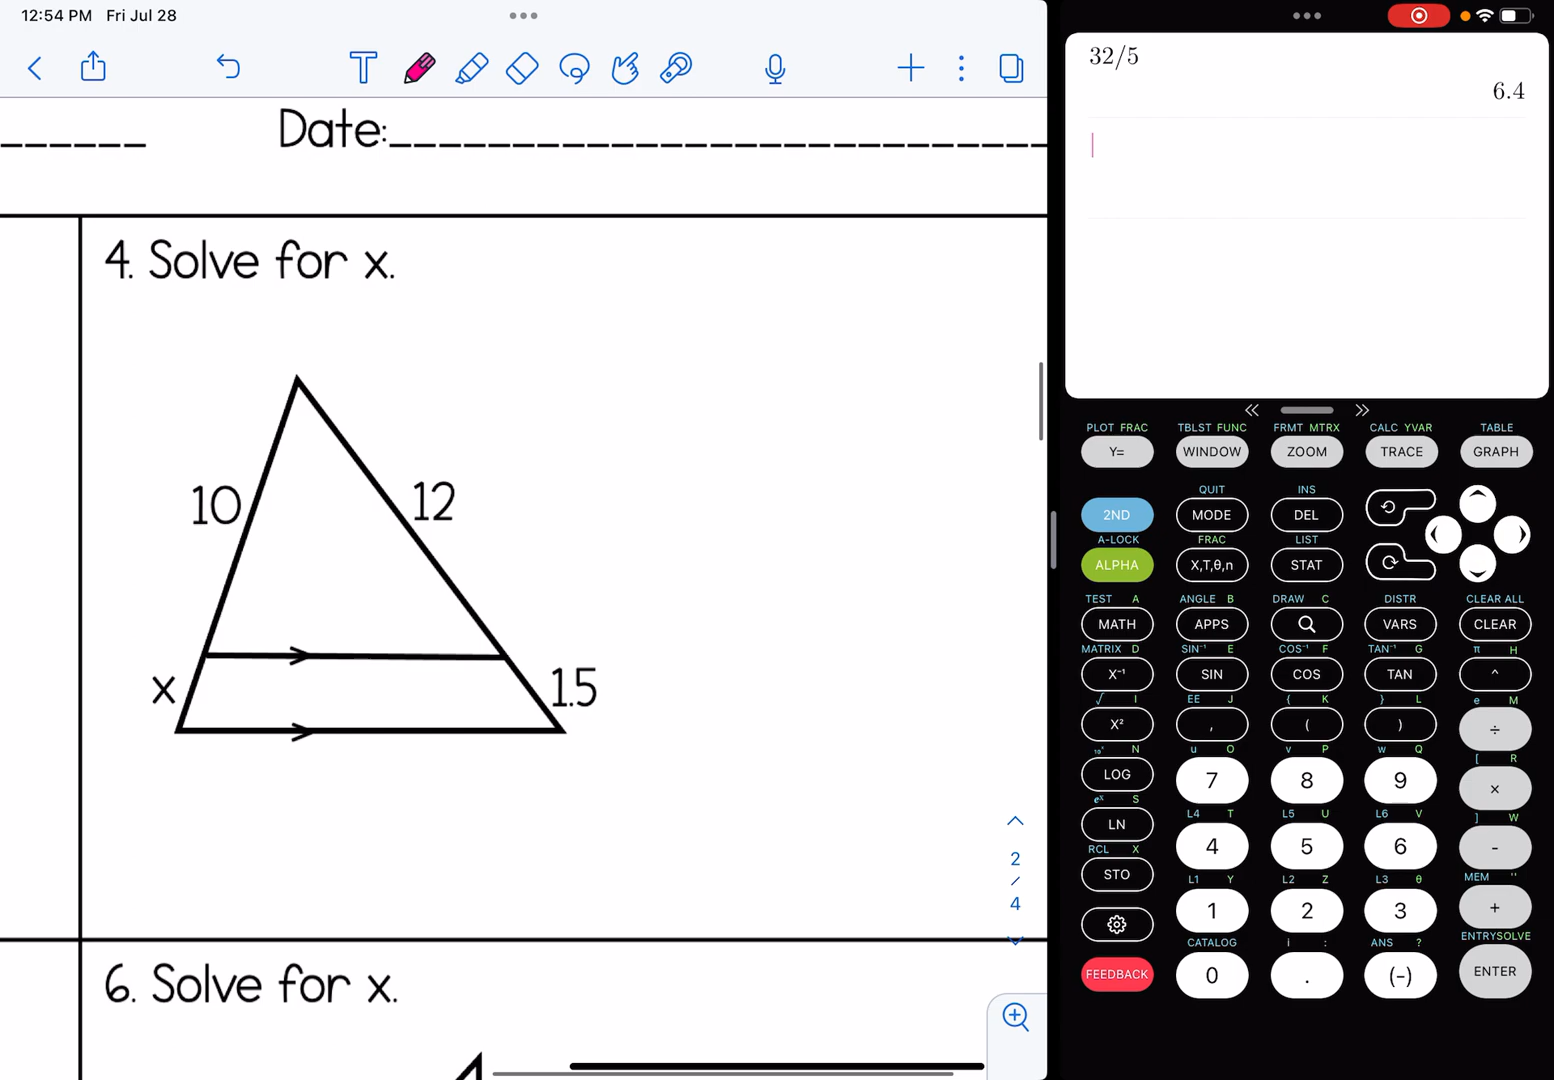 12:54 PM Fri Jul 28
Date:
4. Solve for x.
10
12
x
1.5
6. Solve for x.
2
/
4
32/5
6.4
PLOT FRAC TBLST FUNC FRMT MTRX CALC YVAR TABLE
Y= WINDOW ZOOM TRACE GRAPH
QUIT INS
2ND MODE DEL
A-LOCK FRAC LIST
ALPHA X,T,θ,n STAT
TEST A ANGLE B DRAW C DISTR CLEAR ALL
MATH APPS VARS CLEAR
MATRIX D SIN⁻¹ E COS⁻¹ F TAN⁻¹ G π H
X⁻¹ SIN COS TAN ^
√ I EE J { K } L e M
X² , ( ) ÷
10ˣ N u O v P w Q [ R
LOG 7 8 9 ×
eˣ S L4 T L5 U L6 V ] W
LN 4 5 6 -
RCL X L1 Y L2 Z L3 θ MEM "
STO 1 2 3 +
CATALOG i : ANS ? ENTRY SOLVE
FEEDBACK 0 . (-) ENTER